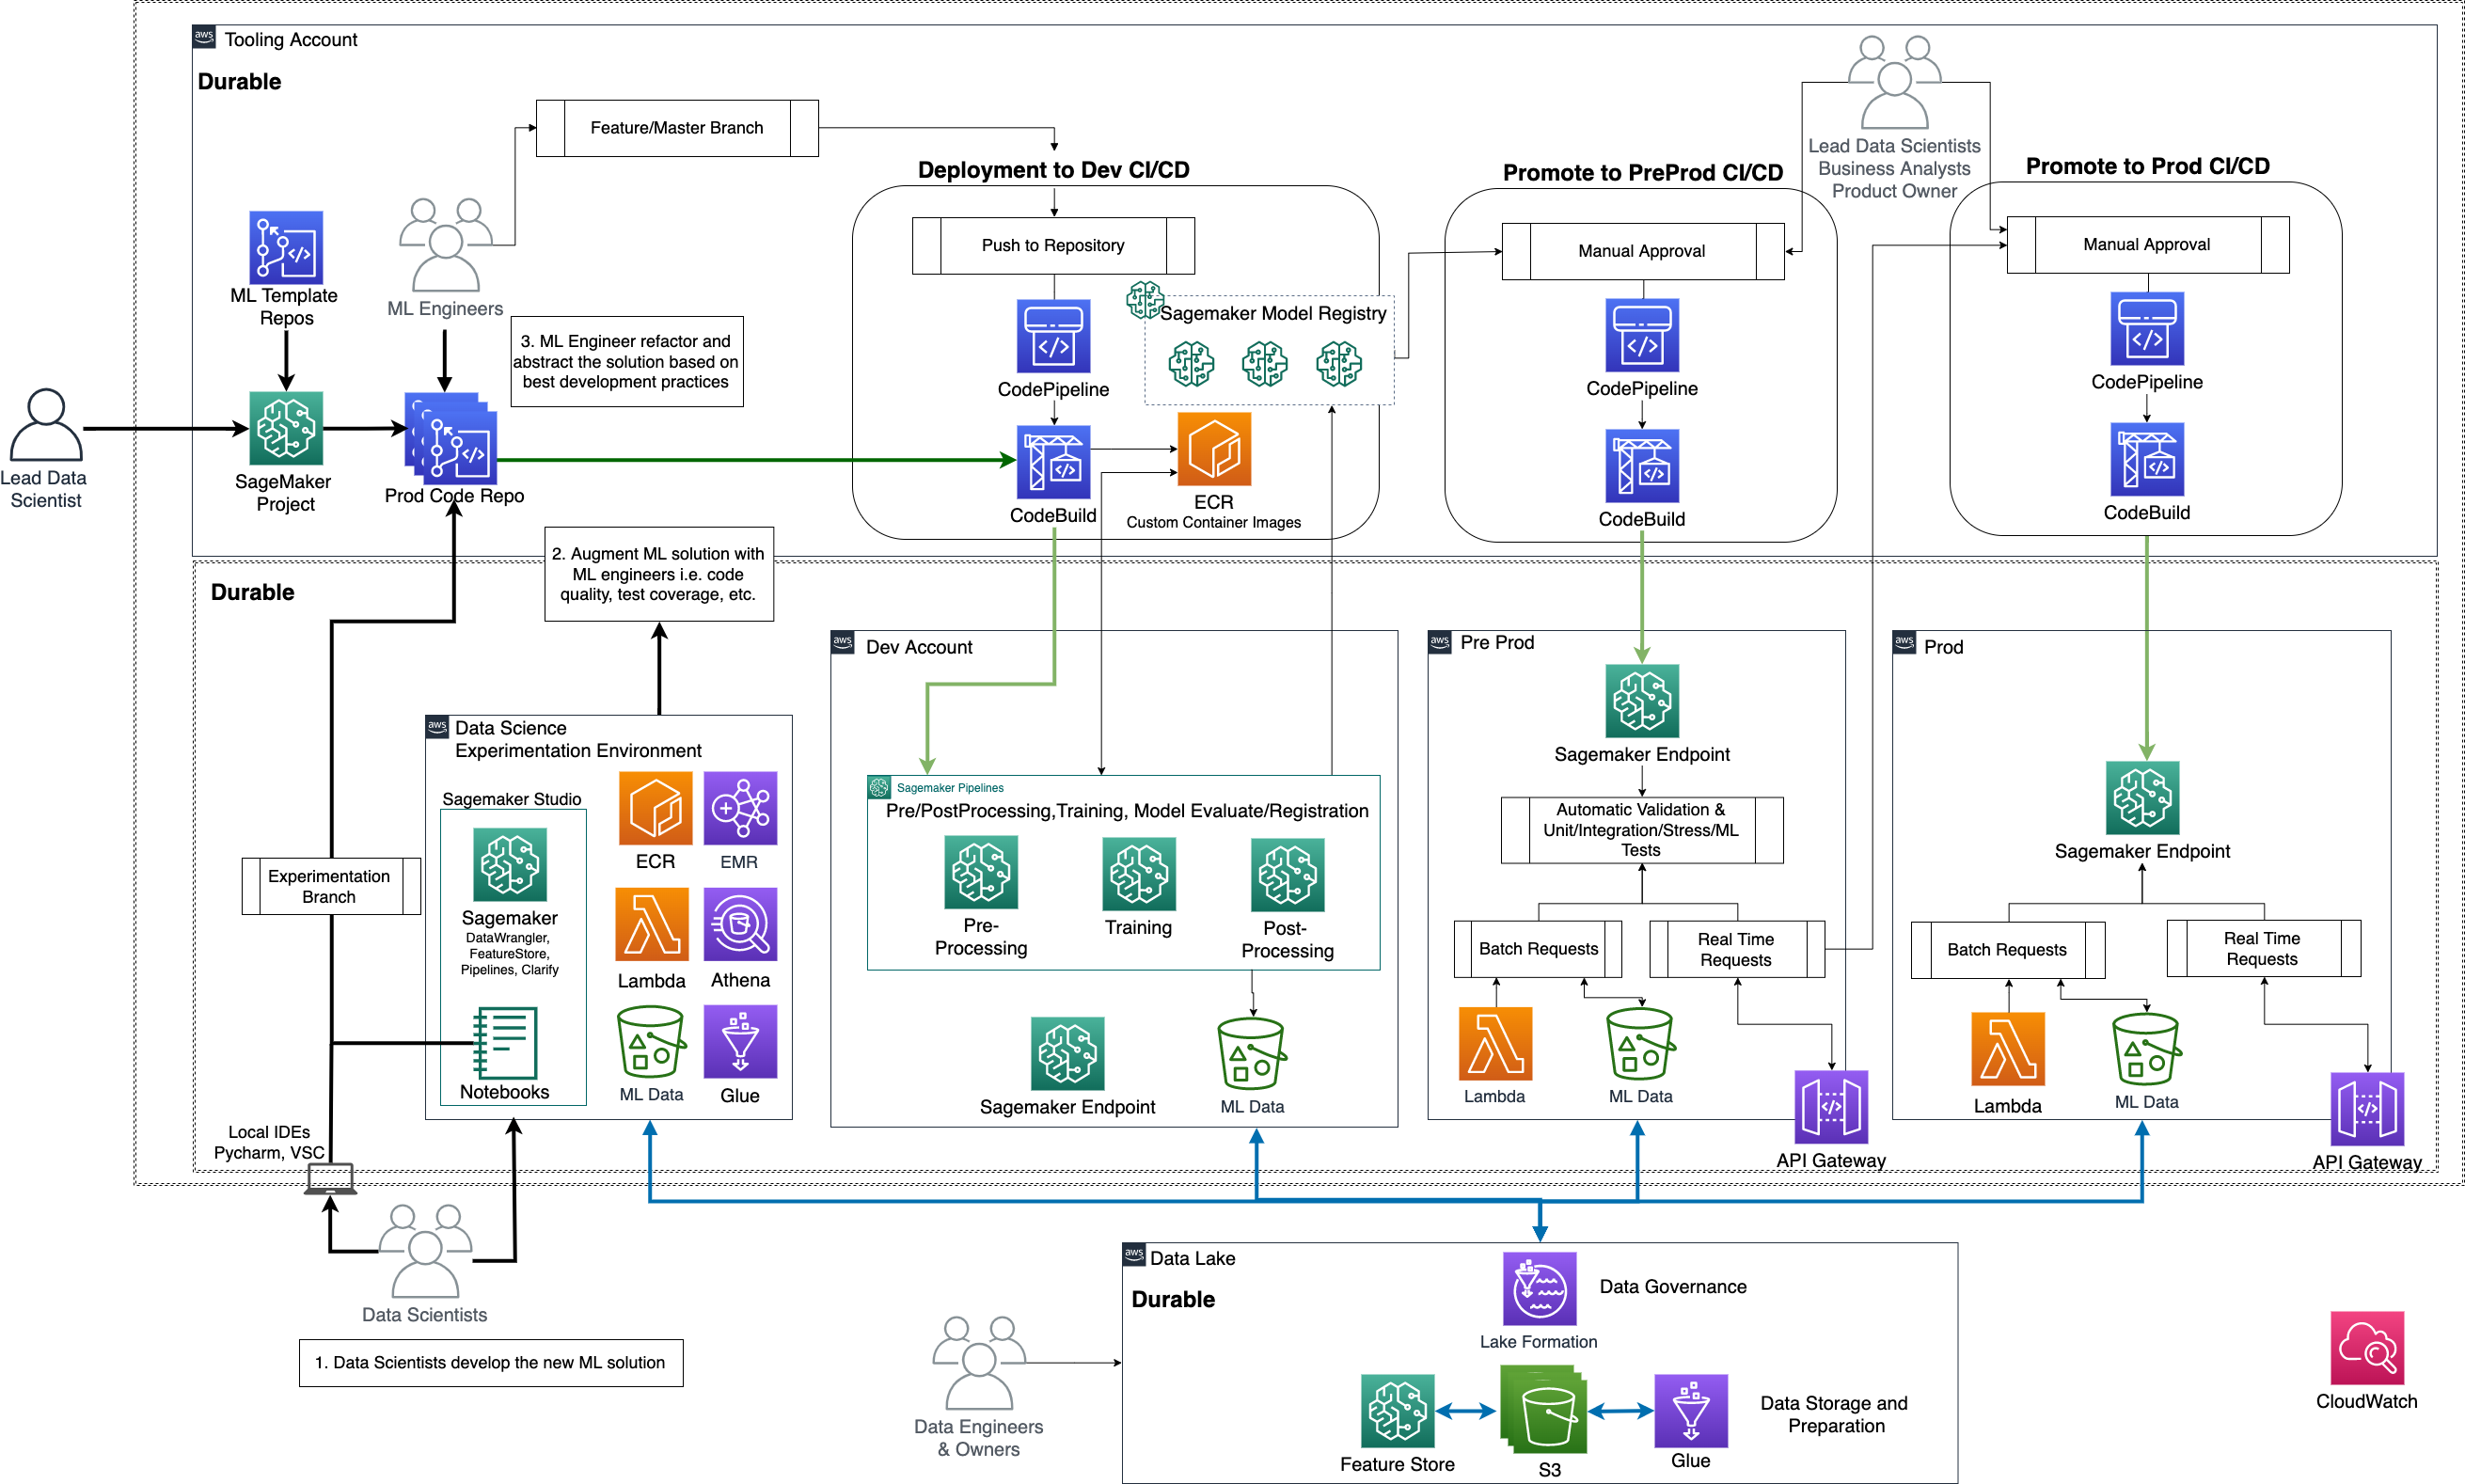 aws
Tooling Account
Durable
Feature/Master Branch
ML Template
Repos
ML Engineers
3. ML Engineer refactor and
abstract the solution based on
best development practices
Lead Data
Scientist
SageMaker
Project
Prod Code Repo
Deployment to Dev CI/CD
Push to Repository
CodePipeline
CodeBuild
Sagemaker Model Registry
ECR
Custom Container Images
Promote to PreProd CI/CD
Manual Approval
CodePipeline
CodeBuild
Lead Data Scientists
Business Analysts
Product Owner
Promote to Prod CI/CD
Manual Approval
CodePipeline
CodeBuild
Durable
2. Augment ML solution with
ML engineers i.e. code
quality, test coverage, etc.
Experimentation
Branch
aws
Data Science
Experimentation Environment
Sagemaker Studio
Sagemaker
DataWrangler,
FeatureStore,
Pipelines, Clarify
Notebooks
ECR
EMR
Lambda
Athena
ML Data
Glue
Local IDEs
Pycharm, VSC
Data Scientists
1. Data Scientists develop the new ML solution
aws
Dev Account
Sagemaker Pipelines
Pre/PostProcessing,Training, Model Evaluate/Registration
Pre-
Processing
Training
Post-
Processing
Sagemaker Endpoint
ML Data
aws
Pre Prod
Sagemaker Endpoint
Automatic Validation &
Unit/Integration/Stress/ML
Tests
Batch Requests
Real Time
Requests
Lambda
ML Data
API Gateway
aws
Prod
Sagemaker Endpoint
Batch Requests
Real Time
Requests
Lambda
ML Data
API Gateway
aws
Data Lake
Durable
Lake Formation
Data Governance
Data Engineers
& Owners
Feature Store
S3
Glue
Data Storage and
Preparation
CloudWatch